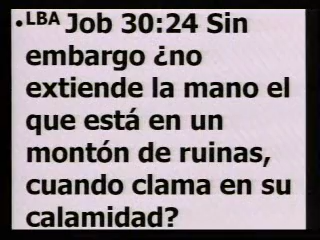 •LBA Job 30:24 Sin
embargo ¿no
extiende la mano el
que está en un
montón de ruinas,
cuando clama en su
calamidad?